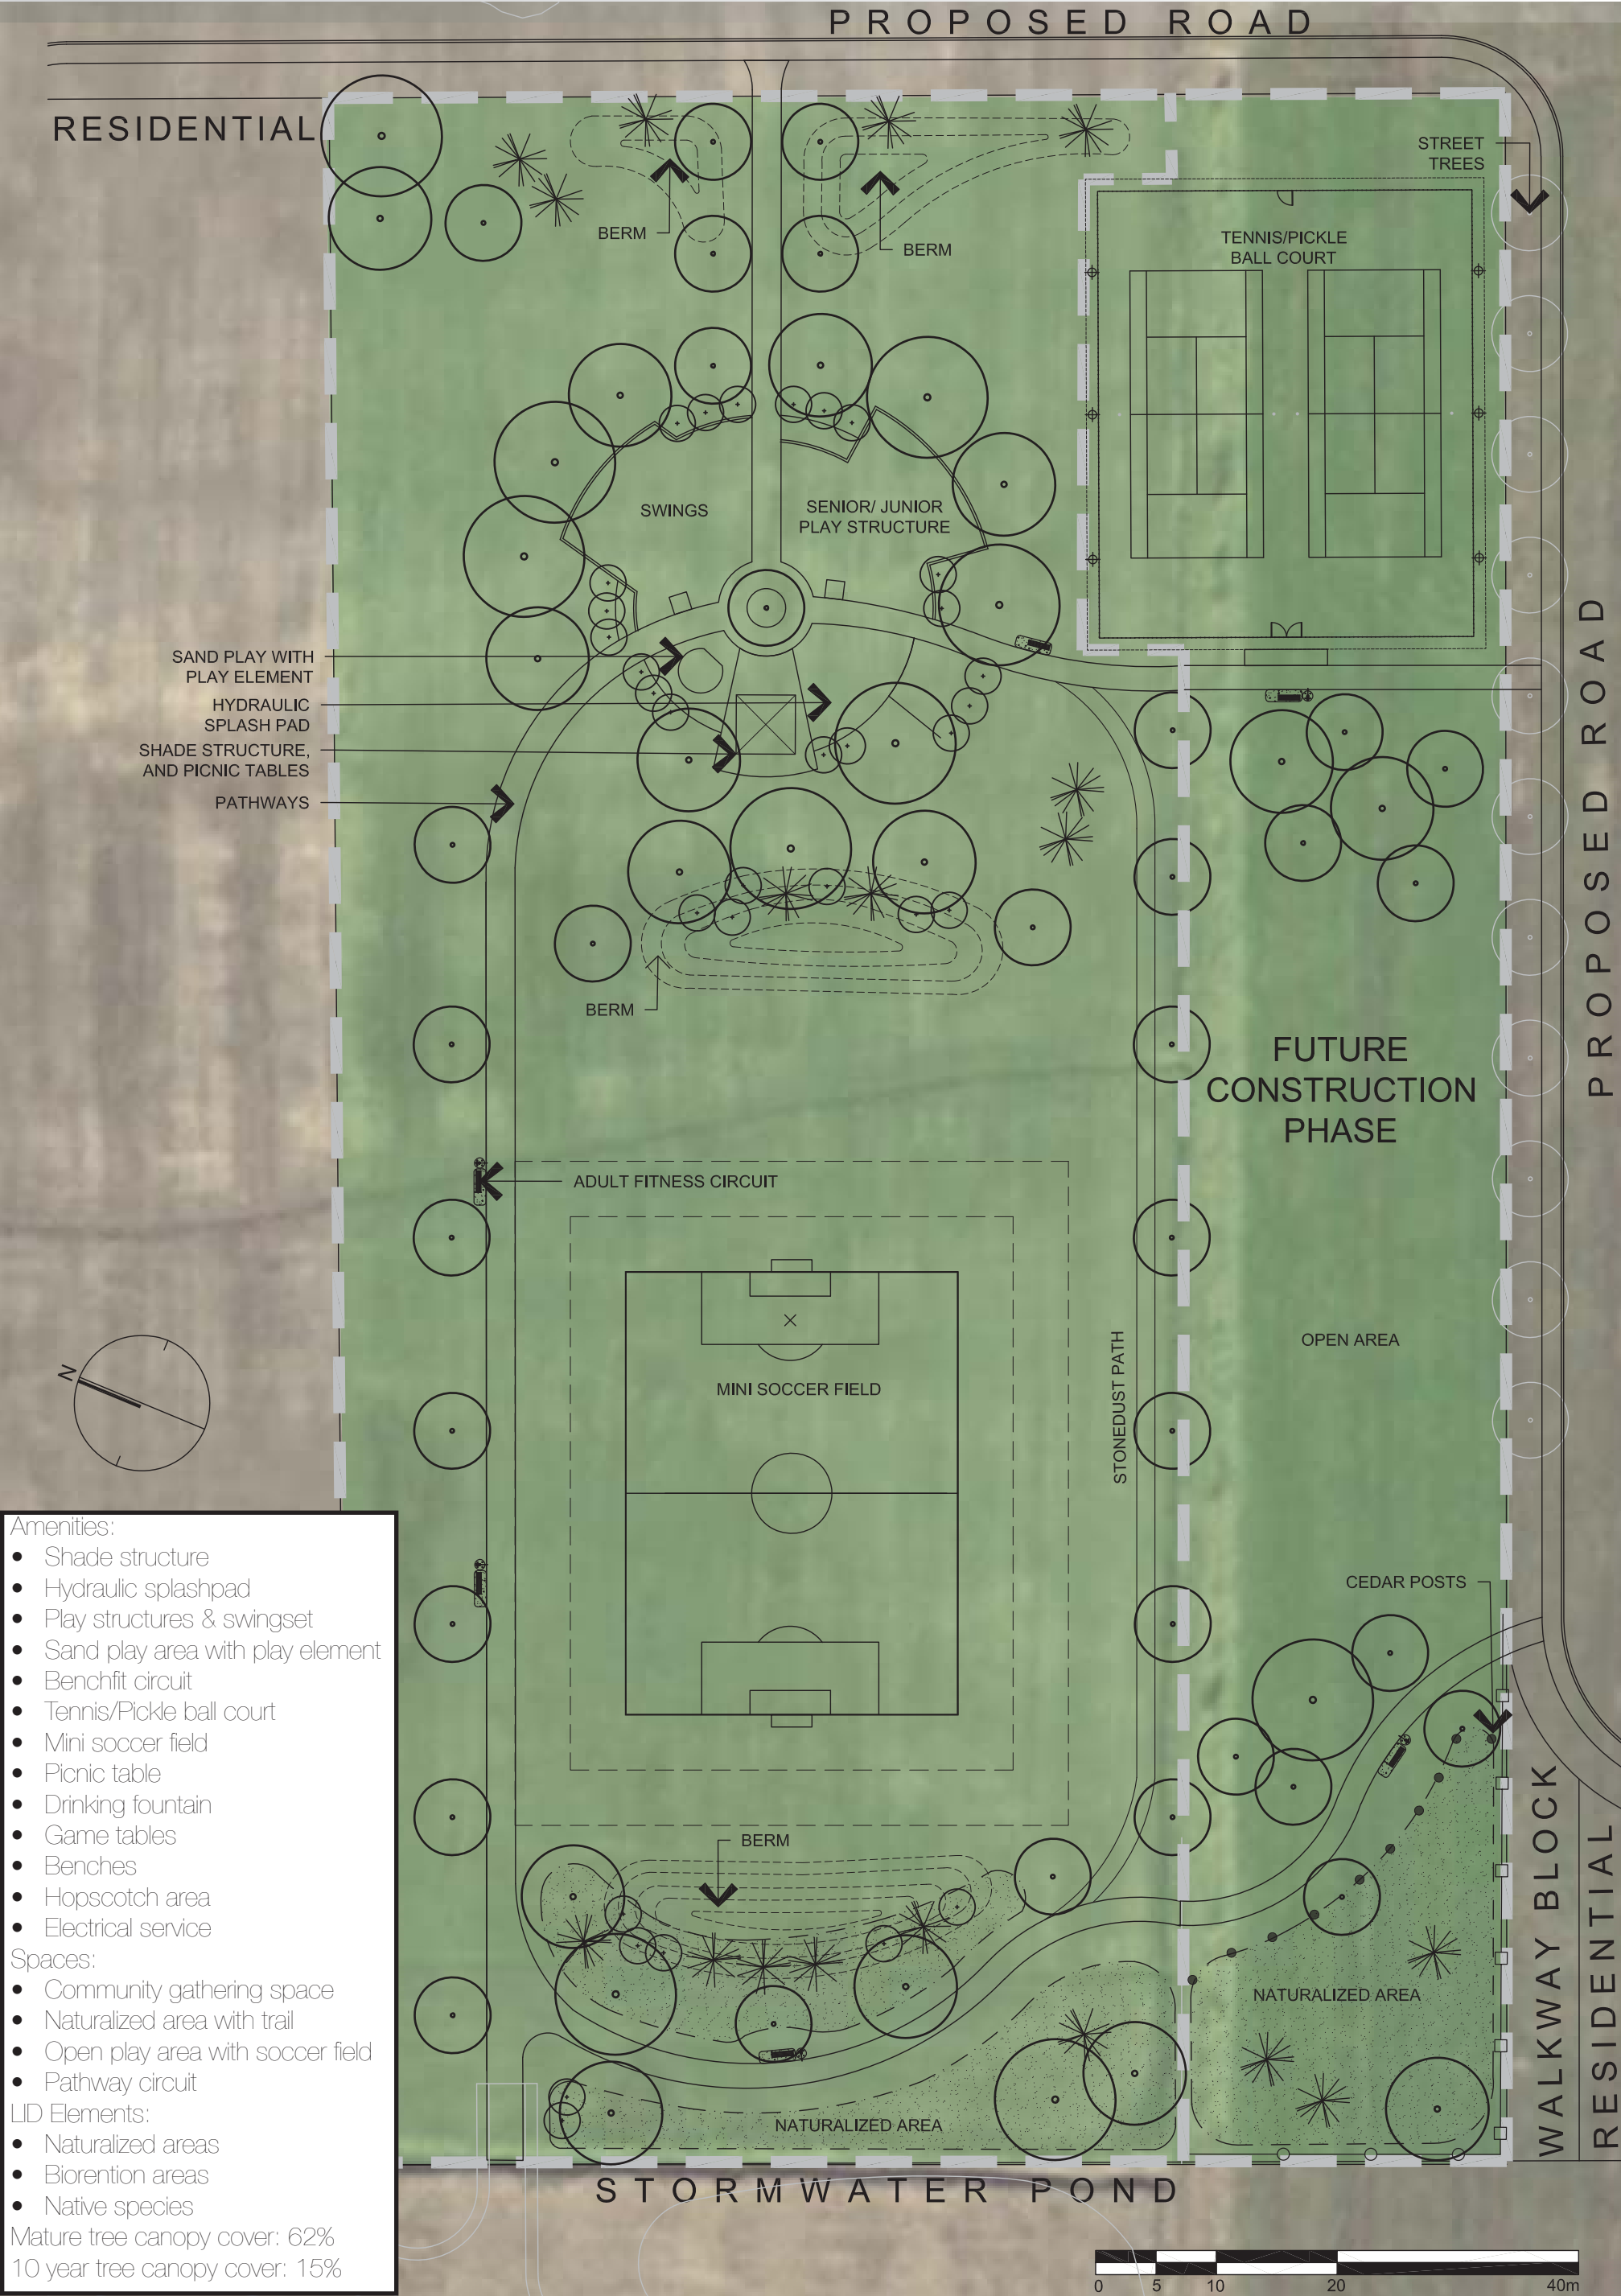 PROPOSED ROAD
RESIDENTIAL
STREET
TREES
BERM
BERM
TENNIS/PICKLE
BALL COURT
SWINGS
SENIOR/ JUNIOR
PLAY STRUCTURE
SAND PLAY WITH
PLAY ELEMENT
HYDRAULIC
SPLASH PAD
SHADE STRUCTURE,
AND PICNIC TABLES
PATHWAYS
PROPOSED ROAD
BERM
FUTURE
CONSTRUCTION
PHASE
ADULT FITNESS CIRCUIT
OPEN AREA
MINI SOCCER FIELD
STONEDUST PATH
N
CEDAR POSTS
BERM
NATURALIZED AREA
NATURALIZED AREA
WALKWAY BLOCK
RESIDENTIAL
STORMWATER POND
Amenities:
• Shade structure
• Hydraulic splashpad
• Play structures & swingset
• Sand play area with play element
• Benchfit circuit
• Tennis/Pickle ball court
• Mini soccer field
• Picnic table
• Drinking fountain
• Game tables
• Benches
• Hopscotch area
• Electrical service
Spaces:
• Community gathering space
• Naturalized area with trail
• Open play area with soccer field
• Pathway circuit
LID Elements:
• Naturalized areas
• Biorention areas
• Native species
Mature tree canopy cover: 62%
10 year tree canopy cover: 15%
0 5 10 20 40m